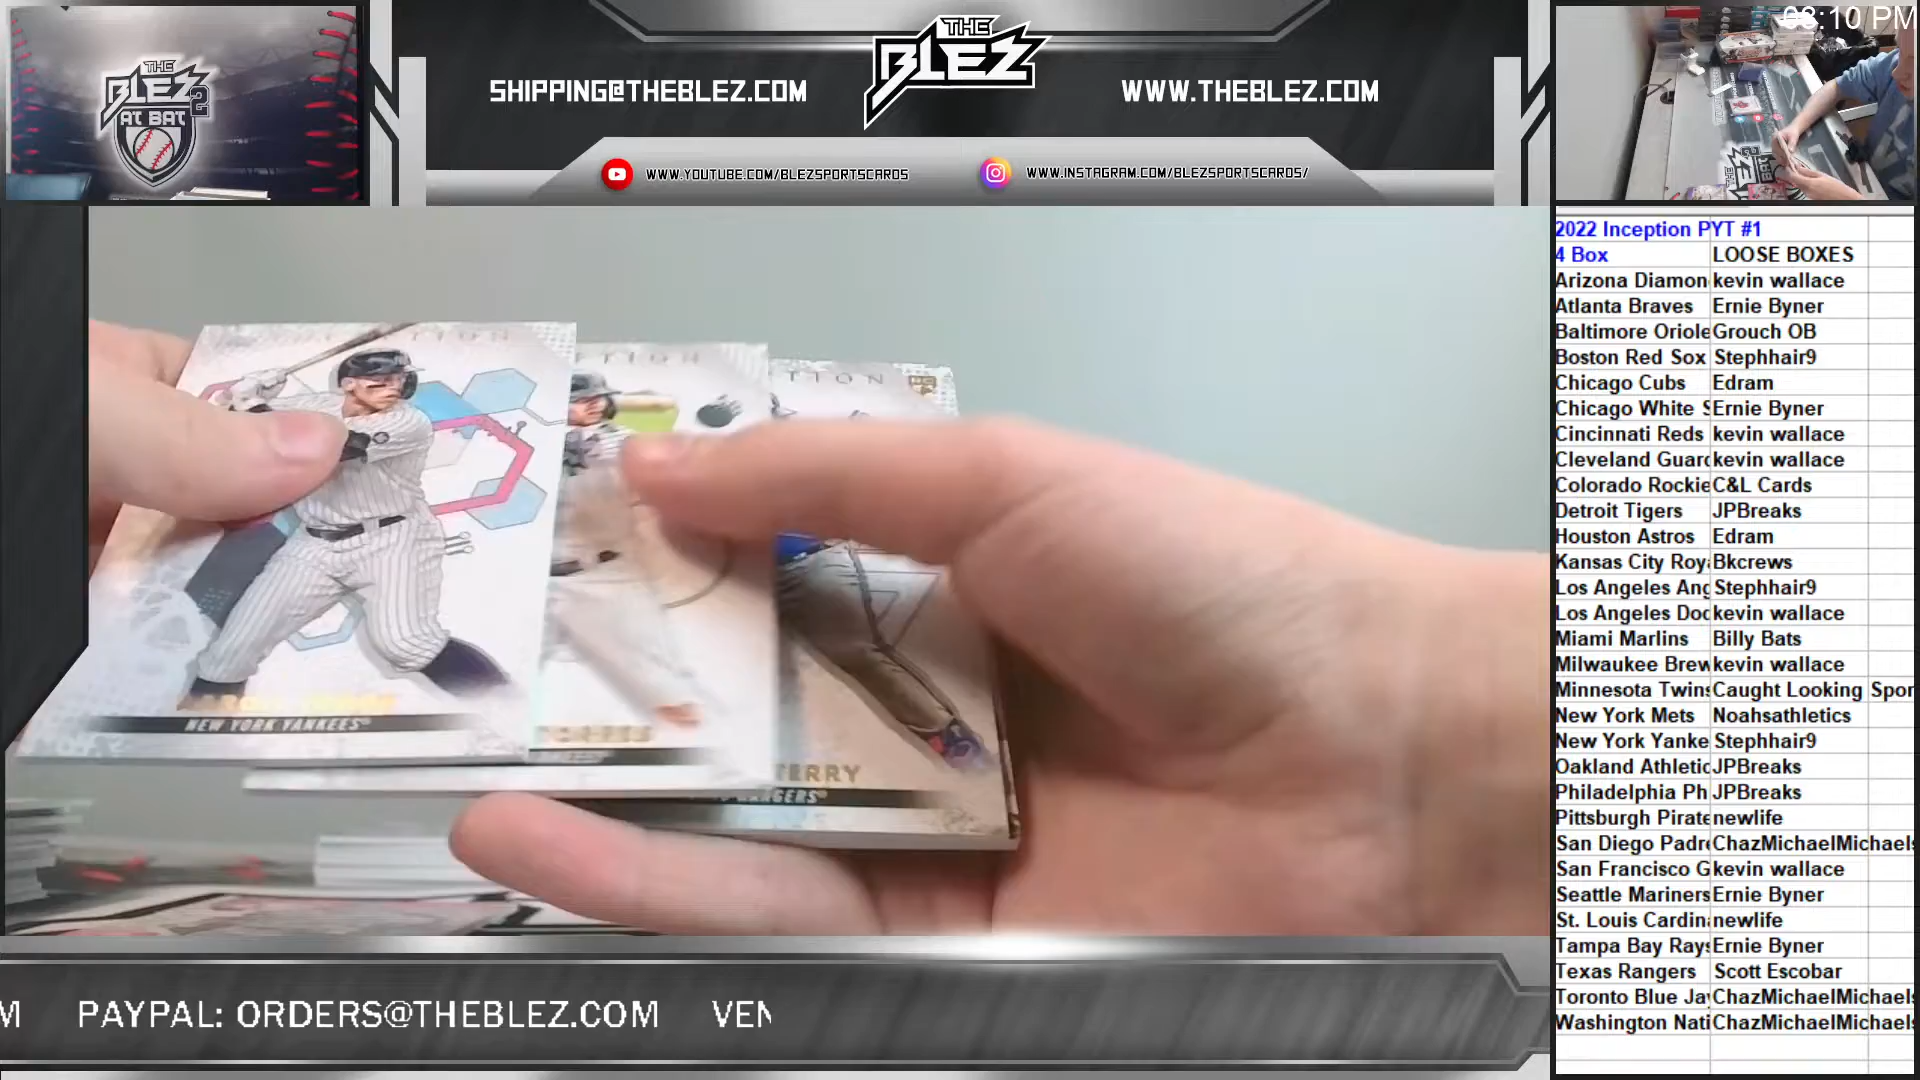 THE
BLEZ 2
AT BAT
SHIPPING@THEBLEZ.COM
THE
BLEZ
WWW.THEBLEZ.COM
WWW.YOUTUBE.COM/BLEZSPORTSCARDS
WWW.INSTAGRAM.COM/BLEZSPORTSCARDS/
:10 PM
NEW YORK YANKEES
TERRY
2022 Inception PYT #1
4 Box LOOSE BOXES
Arizona Diamon kevin wallace
Atlanta Braves Ernie Byner
Baltimore Oriole Grouch OB
Boston Red Sox Stephhair9
Chicago Cubs Edram
Chicago White S Ernie Byner
Cincinnati Reds kevin wallace
Cleveland Guard kevin wallace
Colorado Rockie C&L Cards
Detroit Tigers JPBreaks
Houston Astros Edram
Kansas City Roya Bkcrews
Los Angeles Ang Stephhair9
Los Angeles Dod kevin wallace
Miami Marlins Billy Bats
Milwaukee Brew kevin wallace
Minnesota Twins Caught Looking Spor
New York Mets Noahsathletics
New York Yanke Stephhair9
Oakland Athletic JPBreaks
Philadelphia Ph JPBreaks
Pittsburgh Pirate newlife
San Diego Padre ChazMichaelMichaels
San Francisco G kevin wallace
Seattle Mariners Ernie Byner
St. Louis Cardina newlife
Tampa Bay Rays Ernie Byner
Texas Rangers Scott Escobar
Toronto Blue Jay ChazMichaelMichaels
Washington Nati ChazMichaelMichaels
M PAYPAL: ORDERS@THEBLEZ.COM VEN